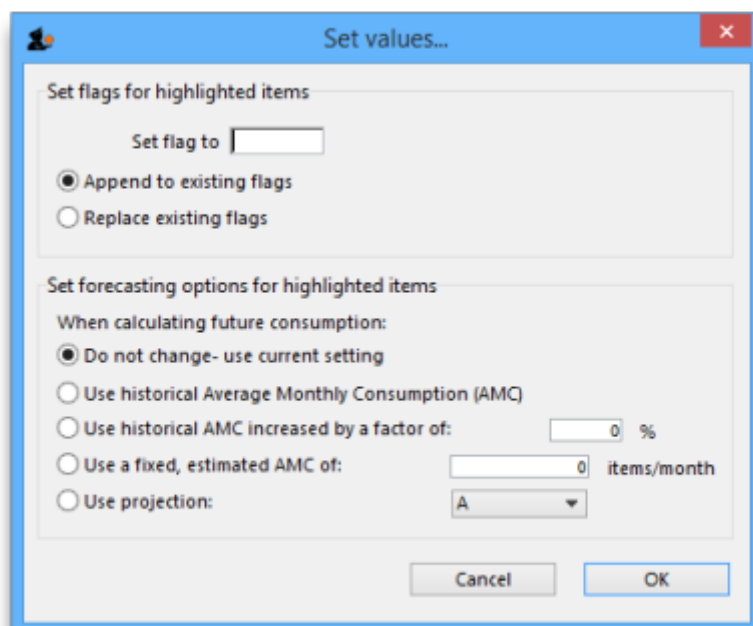 Set values...
Set flags for highlighted items
Set flag to
Append to existing flags
Replace existing flags
Set forecasting options for highlighted items
When calculating future consumption:
Do not change- use current setting
Use historical Average Monthly Consumption (AMC)
Use historical AMC increased by a factor of: 0 %
Use a fixed, estimated AMC of: 0 items/month
Use projection: A
Cancel OK